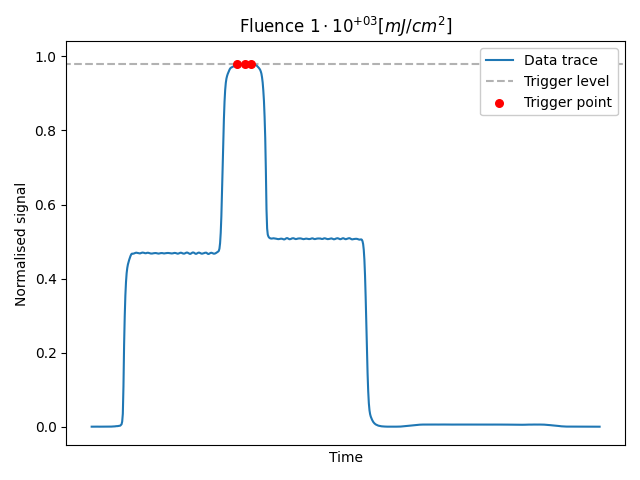 Fluence 1 · 10^{+03}[mJ/cm^2]
Data trace
Trigger level
Trigger point
Normalised signal
1.0
0.8
0.6
0.4
0.2
0.0
Time